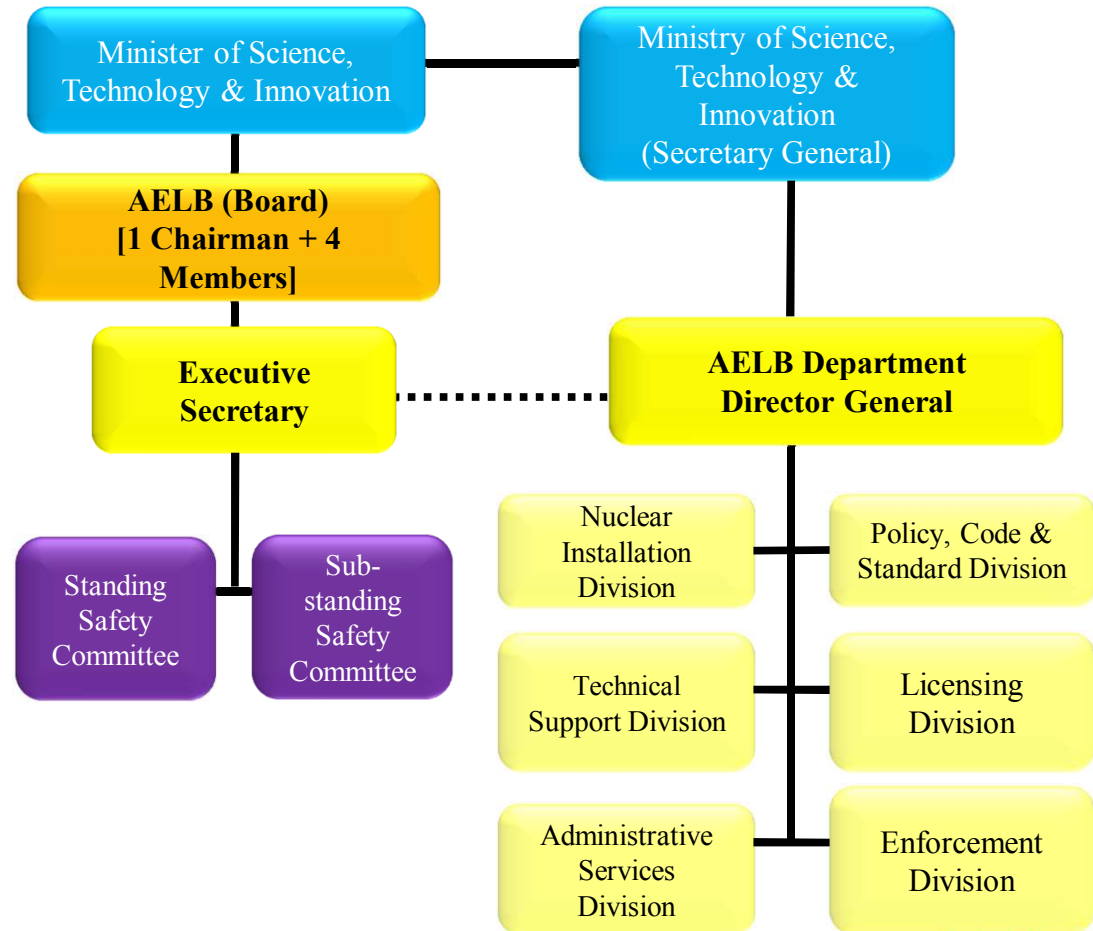 Minister of Science,
Technology & Innovation
Ministry of Science,
Technology &
Innovation
(Secretary General)
AELB (Board)
[1 Chairman + 4
Members]
Executive
Secretary
AELB Department
Director General
Standing
Safety
Committee
Sub-
standing
Safety
Committee
Nuclear
Installation
Division
Policy, Code &
Standard Division
Technical
Support Division
Licensing
Division
Administrative
Services
Division
Enforcement
Division